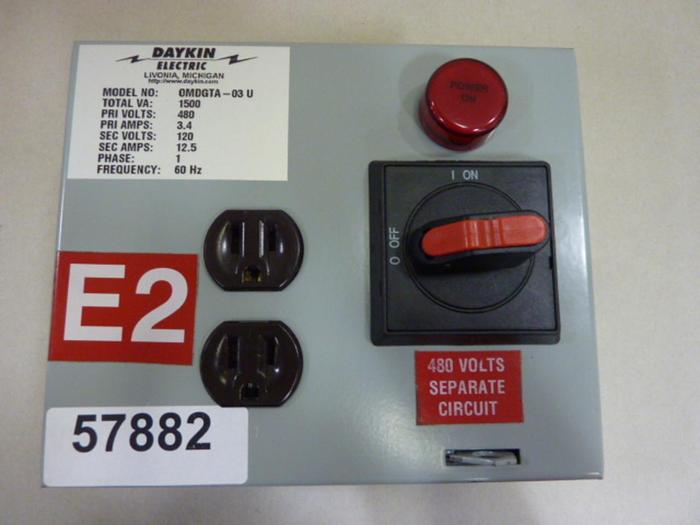 DAYKIN
ELECTRIC
LIVONIA, MICHIGAN
http://www.daykin.com
MODEL NO: OMDGTA-03 U
TOTAL VA: 1500
PRI VOLTS: 480
PRI AMPS: 3.4
SEC VOLTS: 120
SEC AMPS: 12.5
PHASE: 1
FREQUENCY: 60 Hz
POWER
ON
I ON
O OFF
E2
480 VOLTS
SEPARATE
CIRCUIT
57882